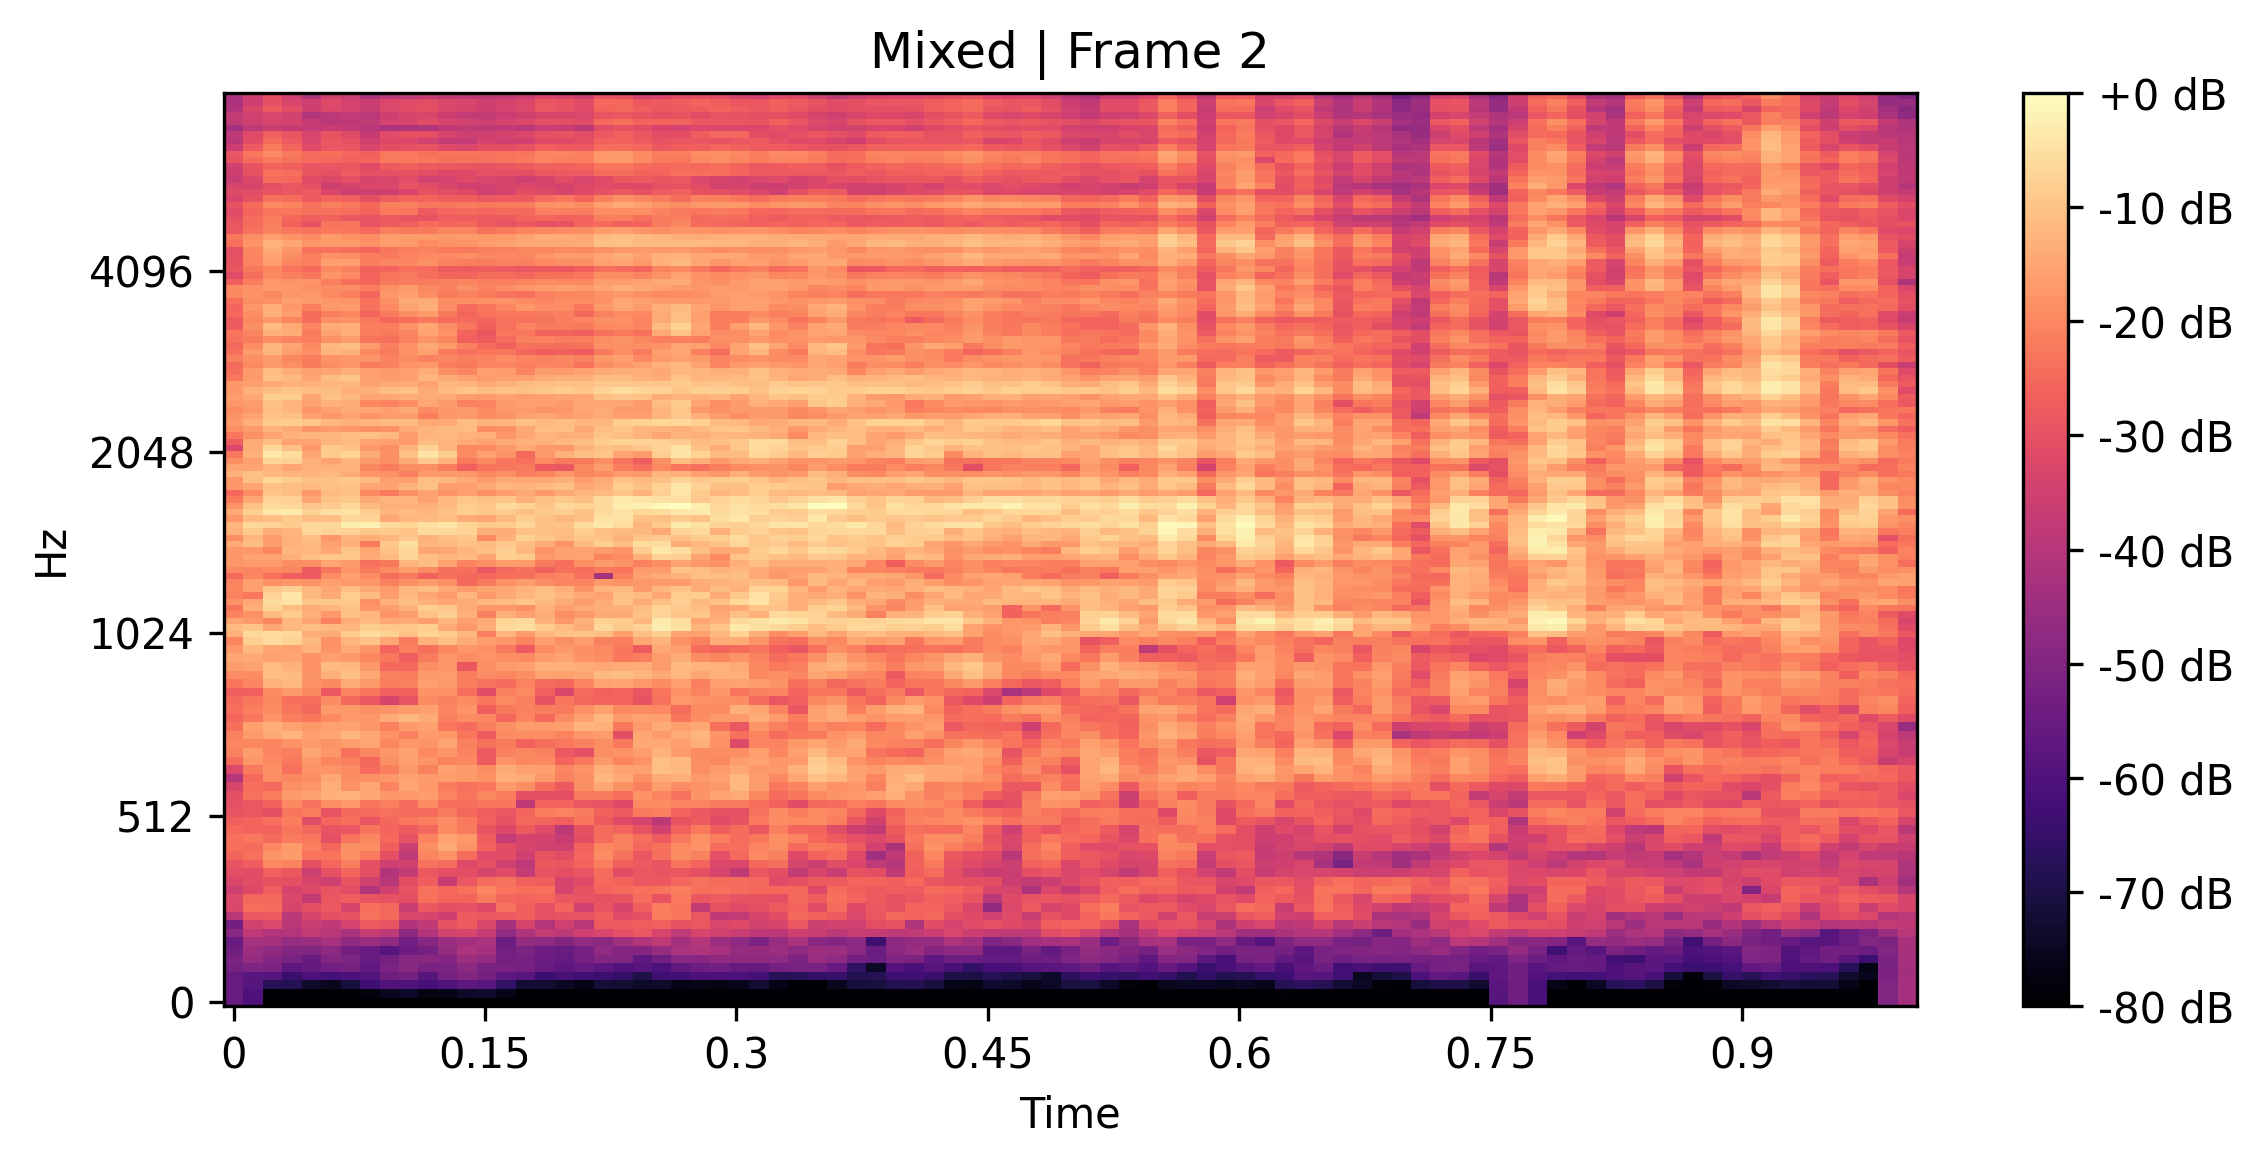 Mixed | Frame 2
Hz
4096
2048
1024
512
0
0 0.15 0.3 0.45 0.6 0.75 0.9
Time
+0 dB
-10 dB
-20 dB
-30 dB
-40 dB
-50 dB
-60 dB
-70 dB
-80 dB